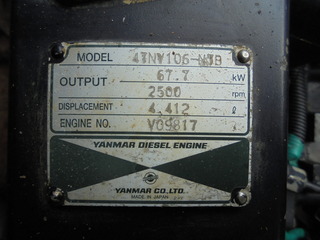 MODEL 4TNV106-NJB
OUTPUT 67.7 kW
2500 rpm
DISPLACEMENT 4.412 ℓ
ENGINE NO. V09817
YANMAR DIESEL ENGINE
YANMAR CO.,LTD.
MADE IN JAPAN